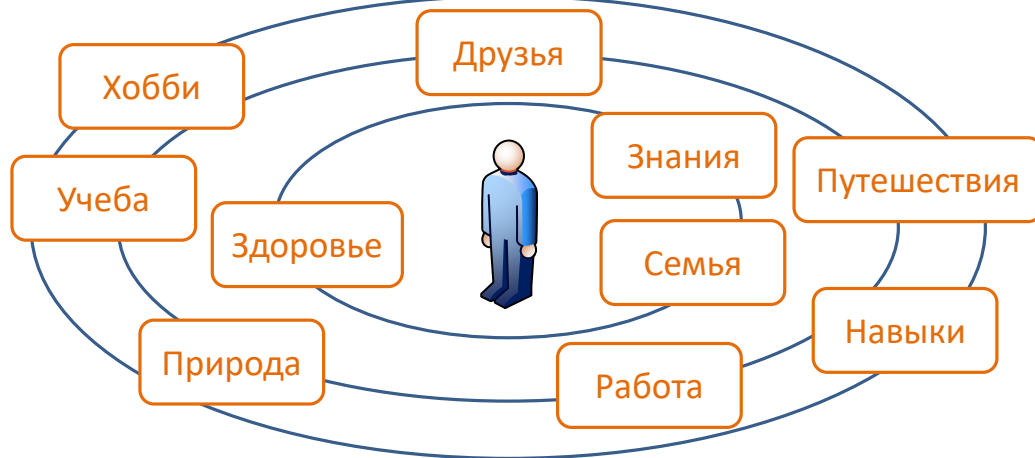 Друзья
Хобби
Знания
Путешествия
Учеба
Здоровье
Семья
Навыки
Природа
Работа